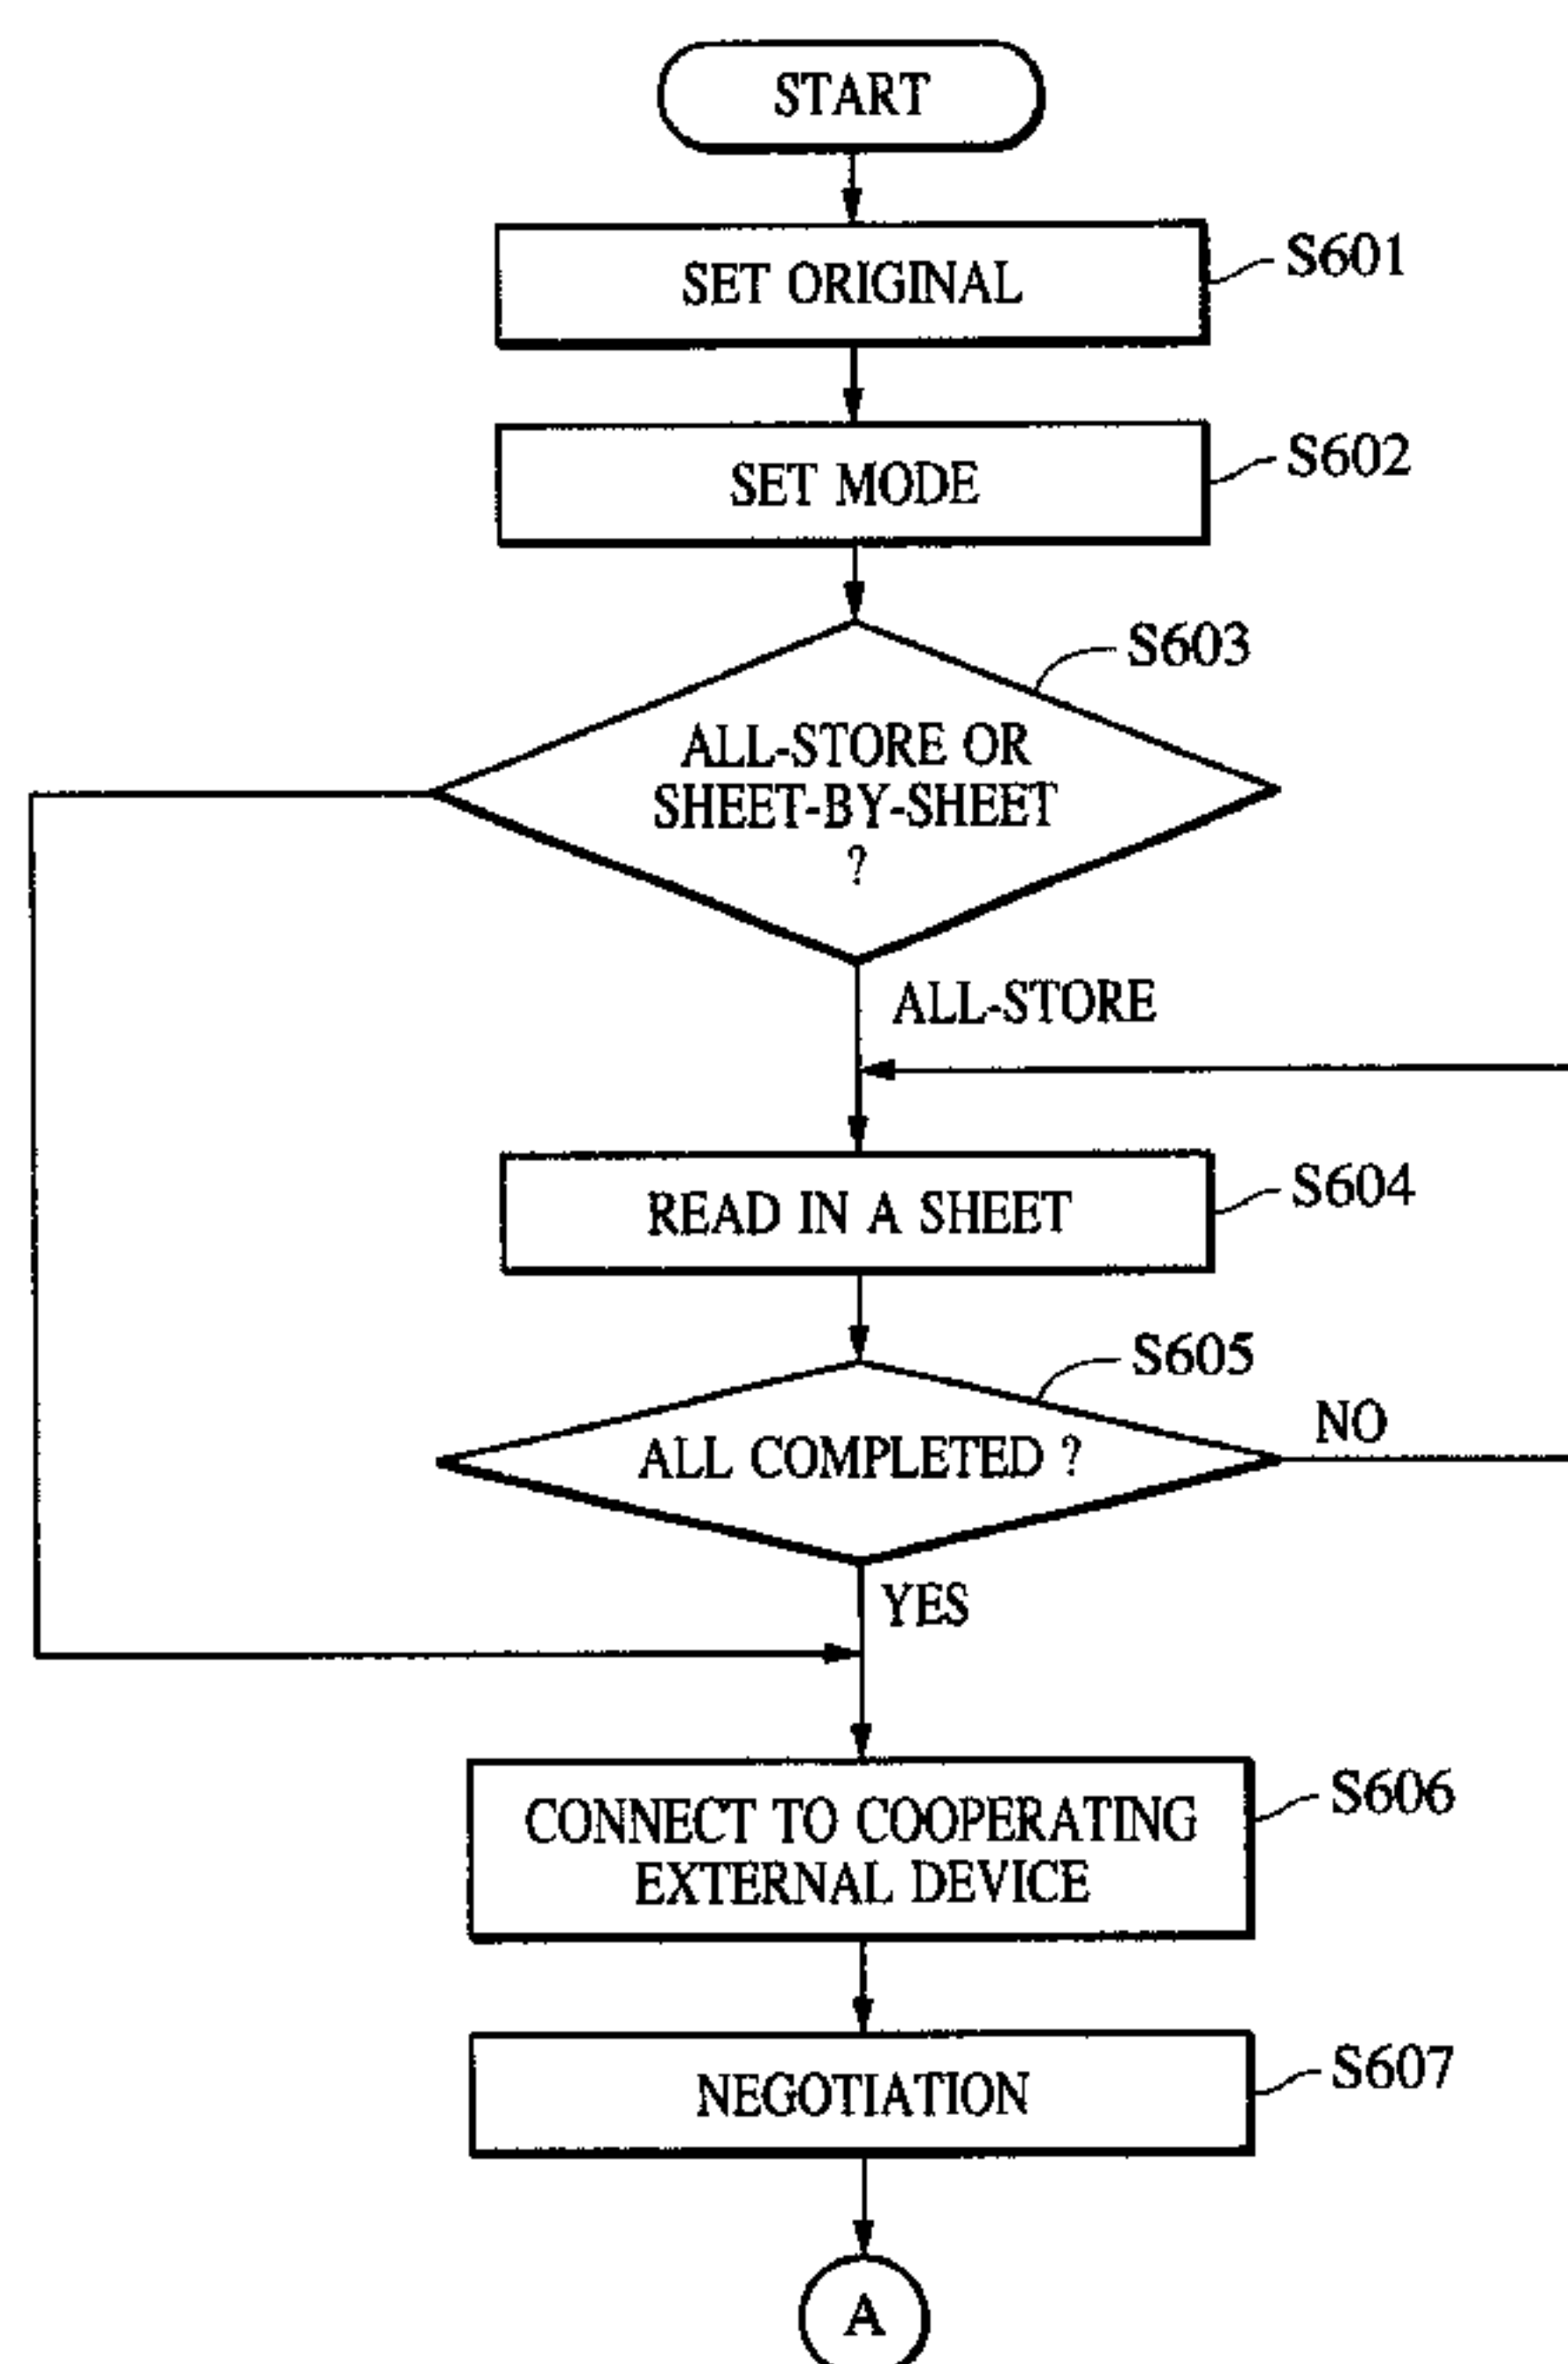 START
SET ORIGINAL
S601
SET MODE
S602
S603
ALL-STORE OR
SHEET-BY-SHEET
?
ALL-STORE
READ IN A SHEET
S604
S605
ALL COMPLETED ?
NO
YES
CONNECT TO COOPERATING
EXTERNAL DEVICE
S606
NEGOTIATION
S607
A